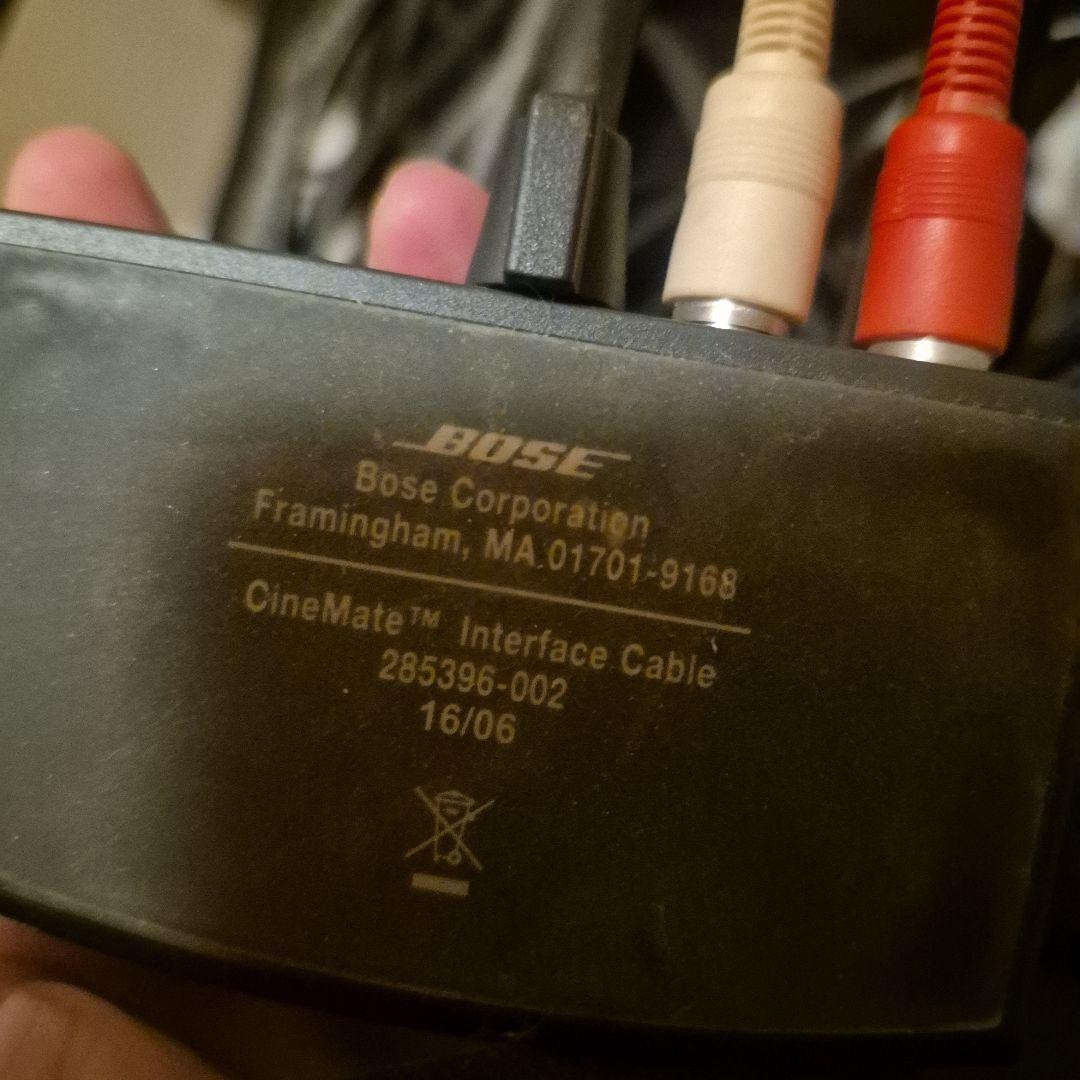 BOSE
Bose Corporation
Framingham, MA 01701-9168
CineMate™ Interface Cable
285396-002
16/06